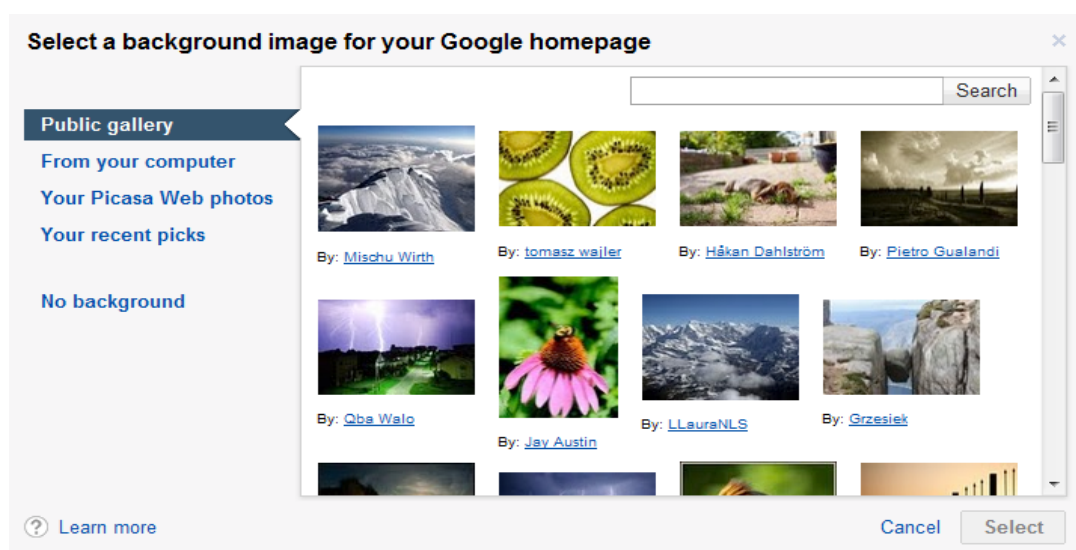 Select a background image for your Google homepage
Search
Public gallery
From your computer
Your Picasa Web photos
Your recent picks
No background
By: Mischu Wirth
By: tomasz wajler
By: Håkan Dahlström
By: Pietro Gualandi
By: Qba Walo
By: Jay Austin
By: LLauraNLS
By: Grzesiek
? Learn more
Cancel
Select